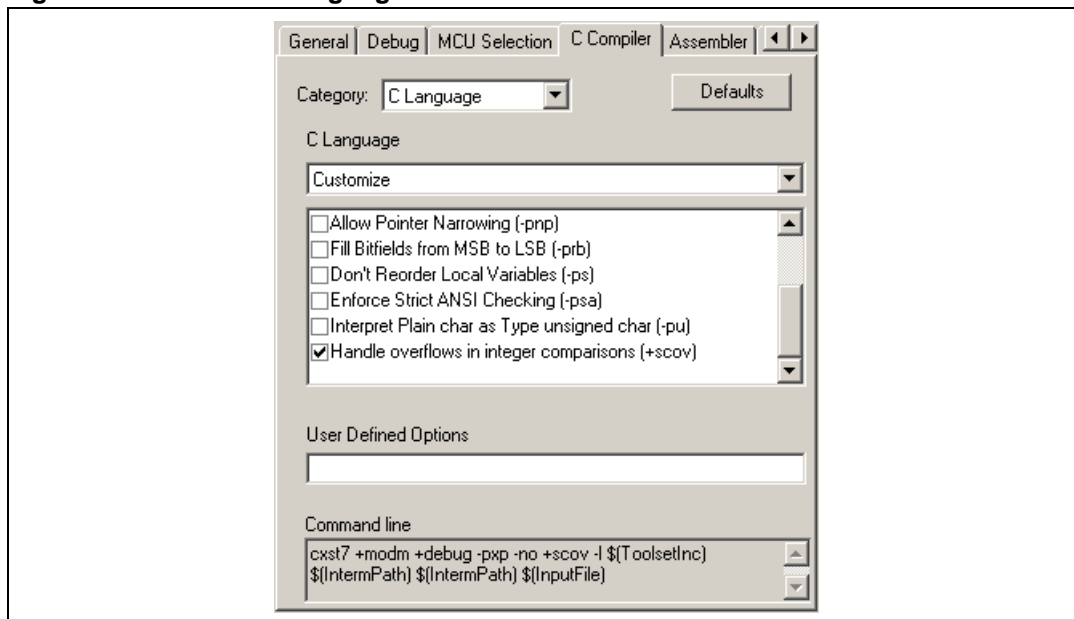 General Debug MCU Selection C Compiler Assembler
Category: C Language Defaults
C Language
Customize
Allow Pointer Narrowing (-pnp)
Fill Bitfields from MSB to LSB (-prb)
Don't Reorder Local Variables (-ps)
Enforce Strict ANSI Checking (-psa)
Interpret Plain char as Type unsigned char (-pu)
Handle overflows in integer comparisons (+scov)
User Defined Options
Command line
cxst7 +modm +debug -pxp -no +scov -I $(ToolsetInc)
$(IntermPath) $(IntermPath) $(InputFile)